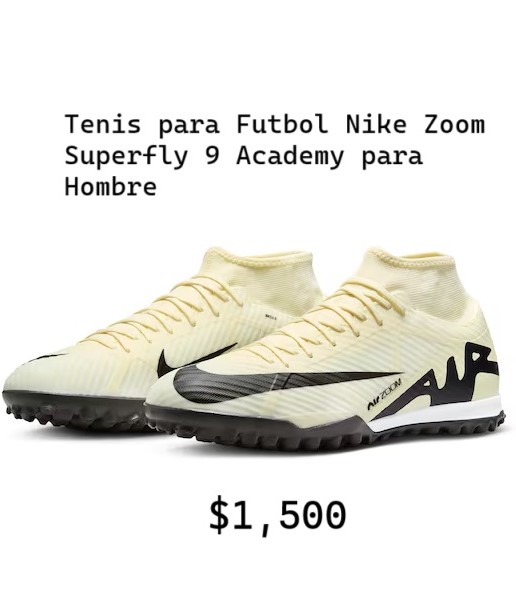 Tenis para Futbol Nike Zoom
Superfly 9 Academy para
Hombre
AIR
AIR ZOOM
$1,500